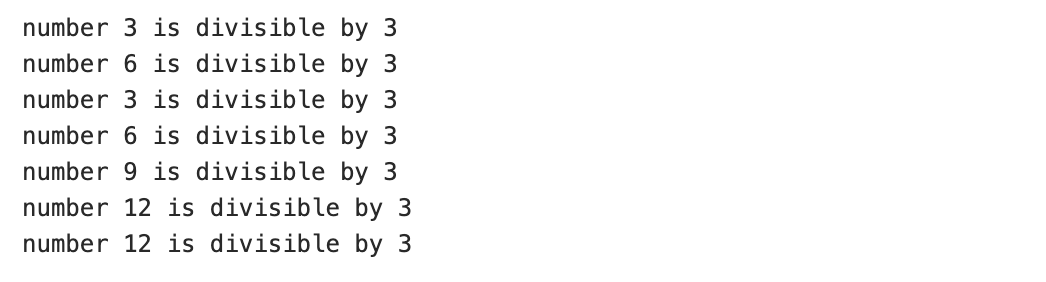 number 3 is divisible by 3
number 6 is divisible by 3
number 3 is divisible by 3
number 6 is divisible by 3
number 9 is divisible by 3
number 12 is divisible by 3
number 12 is divisible by 3